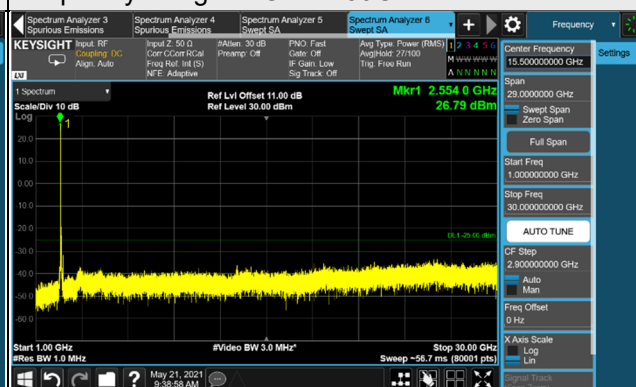 Spectrum Analyzer 3 Spurious Emissions
Spectrum Analyzer 4 Spurious Emissions
Spectrum Analyzer 5 Swept SA
Spectrum Analyzer 6 Swept SA
Frequency
KEYSIGHT
LXI
Input: RF
Coupling: DC
Align: Auto
Input Z: 50 Ω
Corr CCorr RCal
Freq Ref: Int (S)
NFE: Adaptive
#Atten: 30 dB
Preamp: Off
PNO: Fast
Gate: Off
IF Gain: Low
Sig Track: Off
Avg Type: Power (RMS)
Avg|Hold: 27/100
Trig: Free Run
1 2 3 4 5 6
M W W W W W
A N N N N N
1 Spectrum
Scale/Div 10 dB
Ref Lvl Offset 11.00 dB
Ref Level 30.00 dBm
Mkr1 2.554 0 GHz
26.79 dBm
Log
1
20.0
10.0
0.00
-10.0
-20.0
-30.0
-40.0
-50.0
-60.0
DL1 -25.00 dBm
Start 1.00 GHz
#Res BW 1.0 MHz
#Video BW 3.0 MHz*
Stop 30.00 GHz
Sweep ~56.7 ms (80001 pts)
May 21, 2021
9:38:58 AM
Center Frequency
15.500000000 GHz
Settings
Span
29.0000000 GHz
Swept Span
Zero Span
Full Span
Start Freq
1.000000000 GHz
Stop Freq
30.000000000 GHz
AUTO TUNE
CF Step
2.900000000 GHz
Auto
Man
Freq Offset
0 Hz
X Axis Scale
Log
Lin
Signal Track